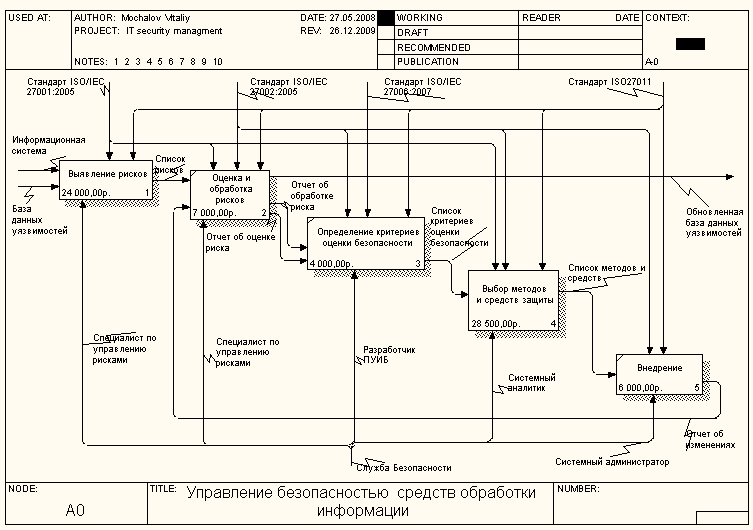 USED AT:
AUTHOR: Mochalov Vitaliy
DATE: 27.05.2008
WORKING
READER
DATE
CONTEXT:
PROJECT: IT security managment
REV: 26.12.2009
DRAFT
RECOMMENDED
NOTES: 1 2 3 4 5 6 7 8 9 10
PUBLICATION
A-0
Стандарт ISO/IEC
27001:2005
Стандарт ISO/IEC
27002:2005
Стандарт ISO/IEC
27006:2007
Стандарт ISO27011
Информационная
система
База
данных
уязвимостей
Выявление рисков
24 000,00р.
1
Список
рисков
Оценка и
обработка
рисков
7 000,00р.
2
Отчет об
обработке
риска
Отчет об оценке
риска
Определение критериев
оценки безопасности
4 000,00р.
3
Список
критериев
оценки
безопасности
Обновленная
база данных
уязвимостей
Выбор методов
и средств защиты
28 500,00р.
4
Список методов и
средств
Внедрение
6 000,00р.
5
Специалист по
управлению
рисками
Специалист по
управлению
рисками
Разработчик
ПУИБ
Системный
аналитик
Отчет об
изменениях
Системный администратор
Служба Безопасности
NODE:
A0
TITLE:
Управление безопасностью средств обработки
информации
NUMBER: